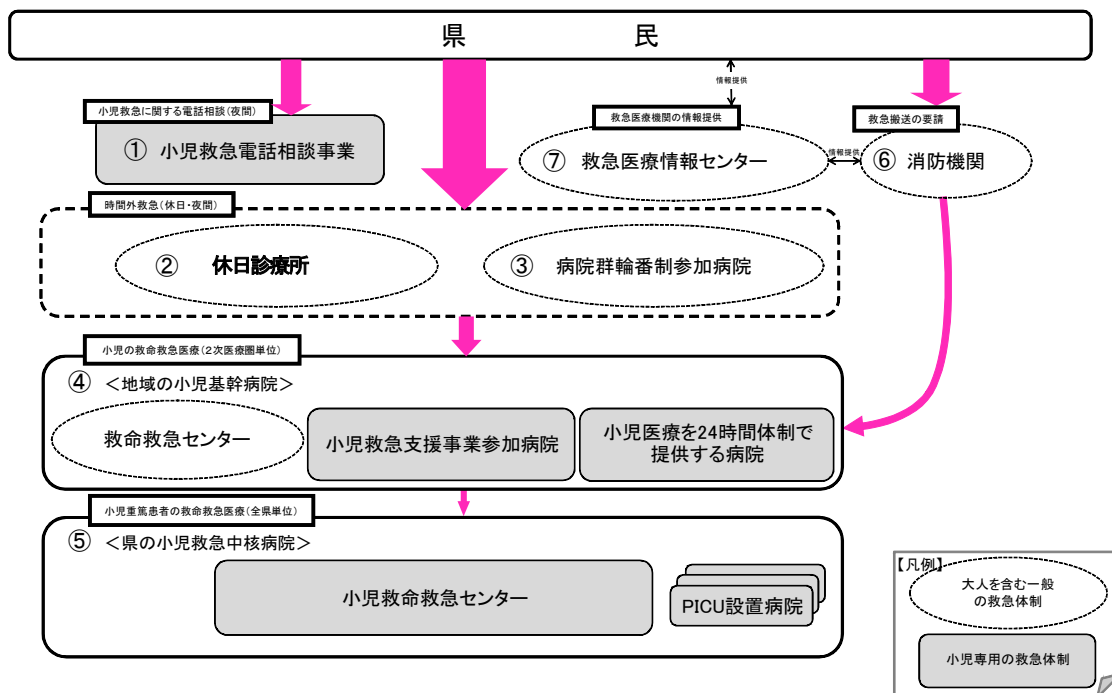 県　　　民
小児救急に関する電話相談(夜間)
① 小児救急電話相談事業
情報提供
救急医療機関の情報提供
⑦ 救急医療情報センター
情報提供
救急搬送の要請
⑥ 消防機関
時間外救急(休日・夜間)
② 休日診療所
③ 病院群輪番制参加病院
小児の救命救急医療(2次医療圏単位)
④ <地域の小児基幹病院>
救命救急センター
小児救急支援事業参加病院
小児医療を24時間体制で
提供する病院
小児重篤患者の救命救急医療(全県単位)
⑤ <県の小児救急中核病院>
小児救命救急センター
PICU設置病院
【凡例】
大人を含む一般
の救急体制
小児専用の救急体制